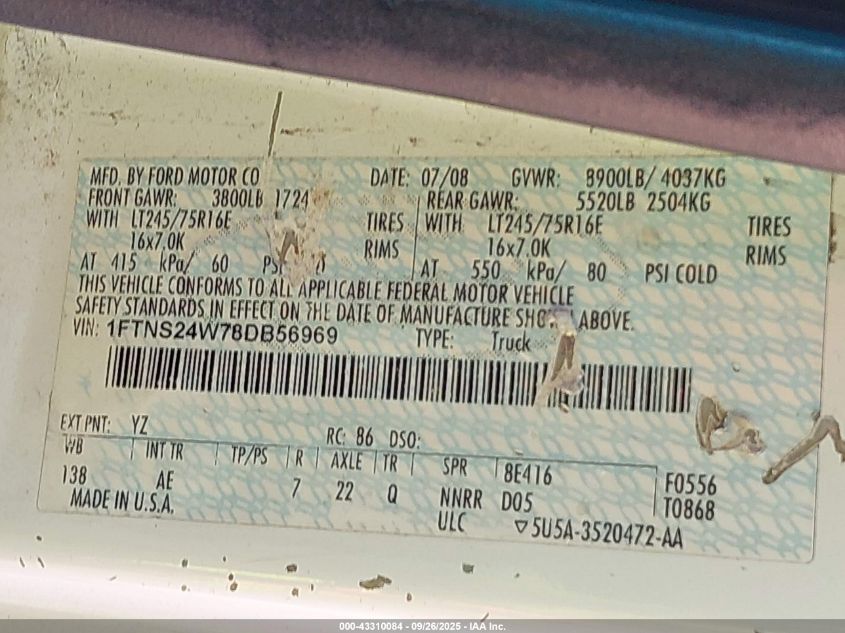 MFD. BY FORD MOTOR CO DATE: 07/08 GVWR: 8900LB/ 4037KG
FRONT GAWR: 3800LB 1724 REAR GAWR: 5520LB 2504KG
WITH LT245/75R16E TIRES WITH LT245/75R16E TIRES
16x7.0K RIMS 16x7.0K RIMS
AT 415 kPa/ 60 AT 550 kPa/ 80 PSI COLD
THIS VEHICLE CONFORMS TO ALL APPLICABLE FEDERAL MOTOR VEHICLE
SAFETY STANDARDS IN EFFECT ON THE DATE OF MANUFACTURE ABOVE.
VIN: 1FTNS24W78DB56969 TYPE: Truck
EXT PNT: YZ RC: 86 DSO:
WB INT TR TP/PS R AXLE TR SPR 8E416 F0556
138 AE 7 22 Q NNRR D05 T0868
MADE IN U.S.A. ULC ▽5U5A-3520472-AA
000-43310084 - 09/26/2025 - IAA Inc.